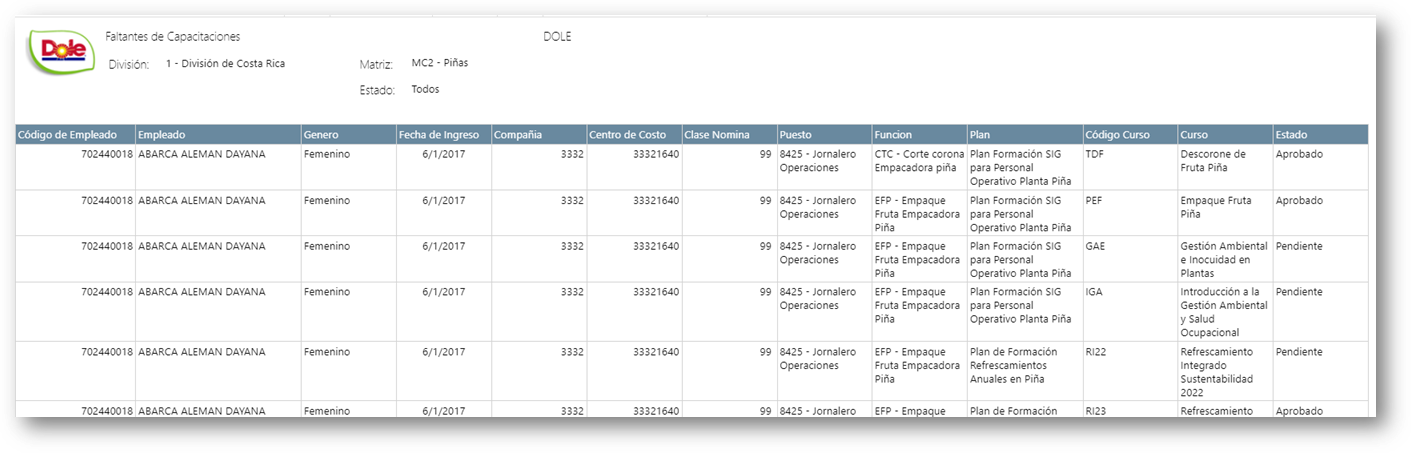 Dole
Faltantes de Capacitaciones DOLE
División: 1 - División de Costa Rica Matriz: MC2 - Piñas
Estado: Todos
Código de Empleado Empleado Genero Fecha de Ingreso Compañia Centro de Costo Clase Nomina Puesto Funcion Plan Código Curso Curso Estado
702440018 ABARCA ALEMAN DAYANA Femenino 6/1/2017 3332 33321640 99 8425 - Jornalero CTC - Corte corona Plan Formación SIG TDF Descorone de Aprobado
Operaciones Empacadora piña para Personal Fruta Piña
Operativo Planta Piña
702440018 ABARCA ALEMAN DAYANA Femenino 6/1/2017 3332 33321640 99 8425 - Jornalero EFP - Empaque Plan Formación SIG PEF Empaque Fruta Aprobado
Operaciones Fruta Empacadora para Personal Piña
Piña Operativo Planta Piña
702440018 ABARCA ALEMAN DAYANA Femenino 6/1/2017 3332 33321640 99 8425 - Jornalero EFP - Empaque Plan Formación SIG GAE Gestión Ambiental Pendiente
Operaciones Fruta Empacadora para Personal e Inocuidad en
Piña Operativo Planta Piña Plantas
702440018 ABARCA ALEMAN DAYANA Femenino 6/1/2017 3332 33321640 99 8425 - Jornalero EFP - Empaque Plan Formación SIG IGA Introducción a la Pendiente
Operaciones Fruta Empacadora para Personal Gestión Ambiental
Piña Operativo Planta Piña y Salud
Ocupacional
702440018 ABARCA ALEMAN DAYANA Femenino 6/1/2017 3332 33321640 99 8425 - Jornalero EFP - Empaque Plan de Formación RI22 Refrescamiento Pendiente
Operaciones Fruta Empacadora Refrescamientos Integrado
Piña Anuales en Piña Sustentabilidad
2022
702440018 ABARCA ALEMAN DAYANA Femenino 6/1/2017 3332 33321640 99 8425 - Jornalero EFP - Empaque Plan de Formación RI23 Refrescamiento Aprobado